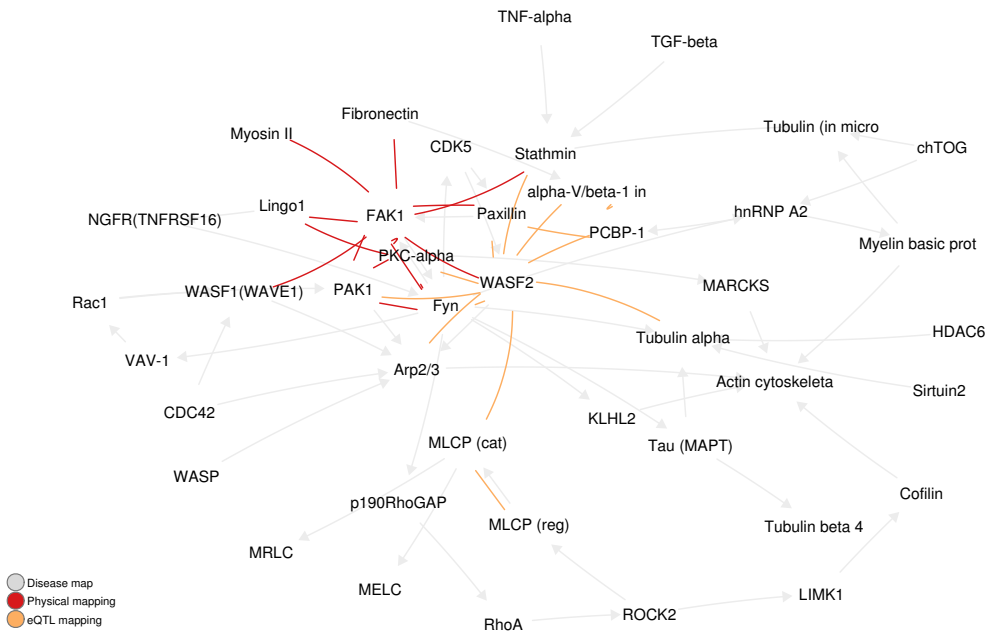 TNF-alpha
TGF-beta
Fibronectin
Myosin II
CDK5
Stathmin
Tubulin (in micro
chTOG
alpha-V/beta-1 in
Lingo1
NGFR(TNFRSF16)
FAK1
Paxillin
PCBP-1
hnRNP A2
Myelin basic prot
PKC-alpha
WASF2
MARCKS
WASF1(WAVE1)
PAK1
Rac1
Fyn
Tubulin alpha
HDAC6
VAV-1
Arp2/3
Actin cytoskeleta
Sirtuin2
CDC42
KLHL2
MLCP (cat)
Tau (MAPT)
WASP
p190RhoGAP
Cofilin
MLCP (reg)
Tubulin beta 4
MRLC
MELC
LIMK1
RhoA
ROCK2
Disease map
Physical mapping
eQTL mapping